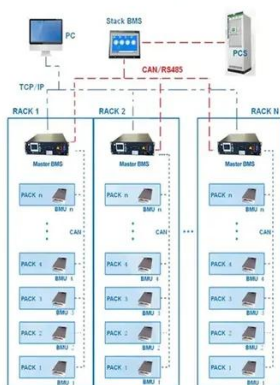 Stack BMS
PC
PCS
CAN/RS485
TCP/IP
RACK 1
RACK 2
RACK N
Master BMS
Master BMS
Master BMS
PACK n
PACK n
PACK n
BMU n
BMU n
BMU n
CAN
CAN
CAN
PACK 4
PACK 4
PACK 4
BMU 4
BMU 4
BMU 4
PACK 3
PACK 3
PACK 3
BMU 3
BMU 3
BMU 3
PACK 2
PACK 2
PACK 2
BMU 2
BMU 2
BMU 2
PACK 1
PACK 1
PACK 1
BMU 1
BMU 1
BMU 1